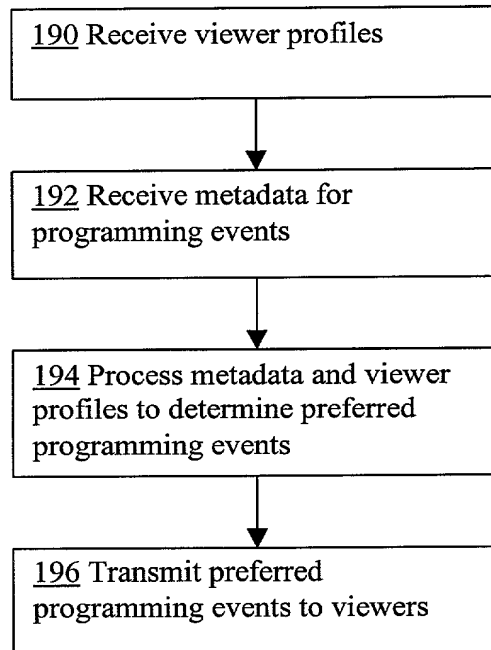 190 Receive viewer profiles
192 Receive metadata for
programming events
194 Process metadata and viewer
profiles to determine preferred
programming events
196 Transmit preferred
programming events to viewers